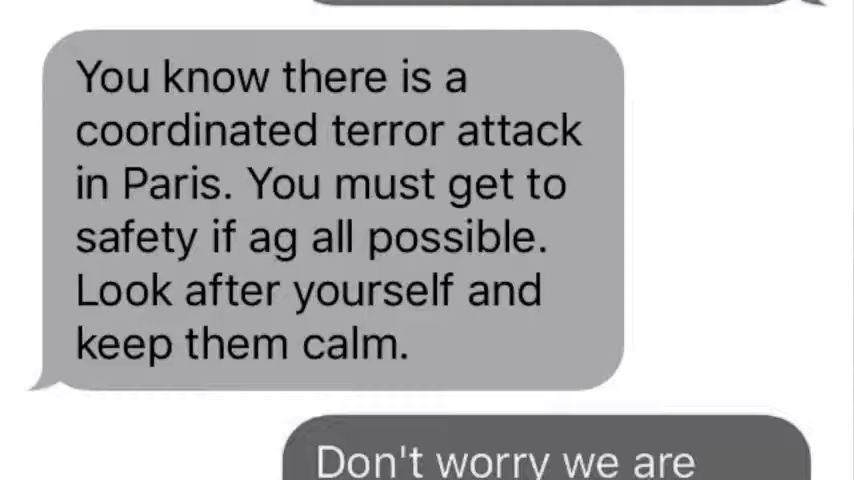 You know there is a
coordinated terror attack
in Paris. You must get to
safety if ag all possible.
Look after yourself and
keep them calm.
Don't worry we are